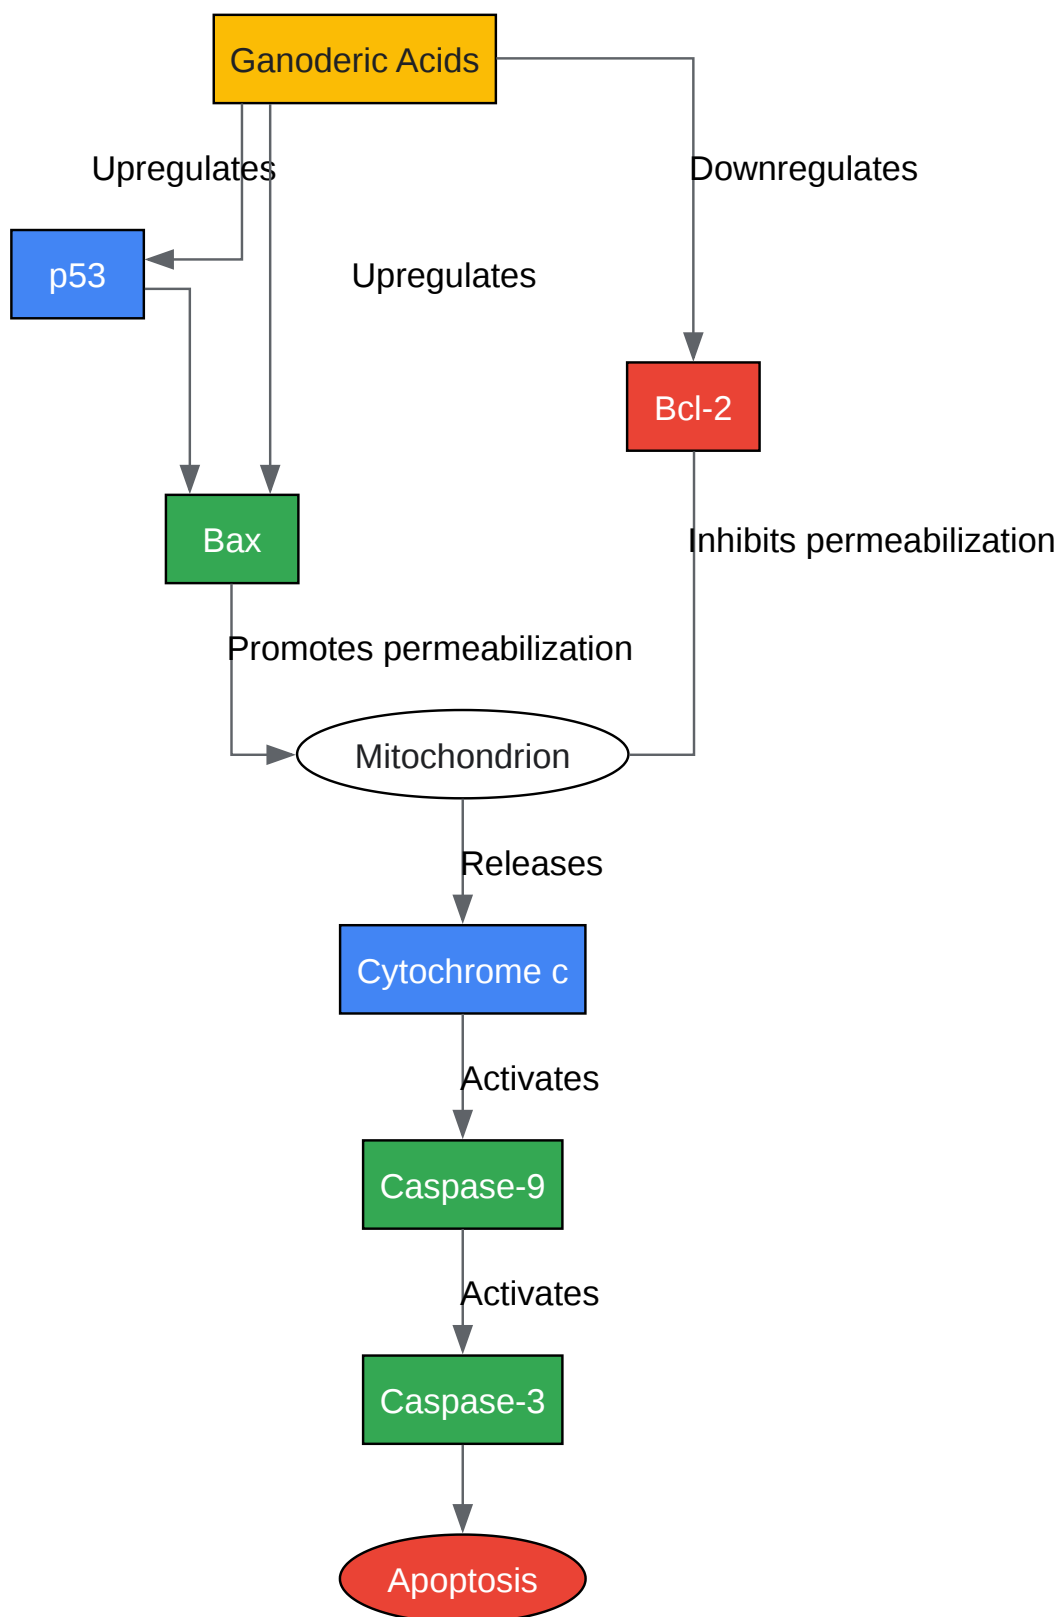 Ganoderic Acids
Upregulates
Downregulates
p53
Upregulates
Bcl-2
Bax
Inhibits permeabilization
Promotes permeabilization
Mitochondrion
Releases
Cytochrome c
Activates
Caspase-9
Activates
Caspase-3
Apoptosis